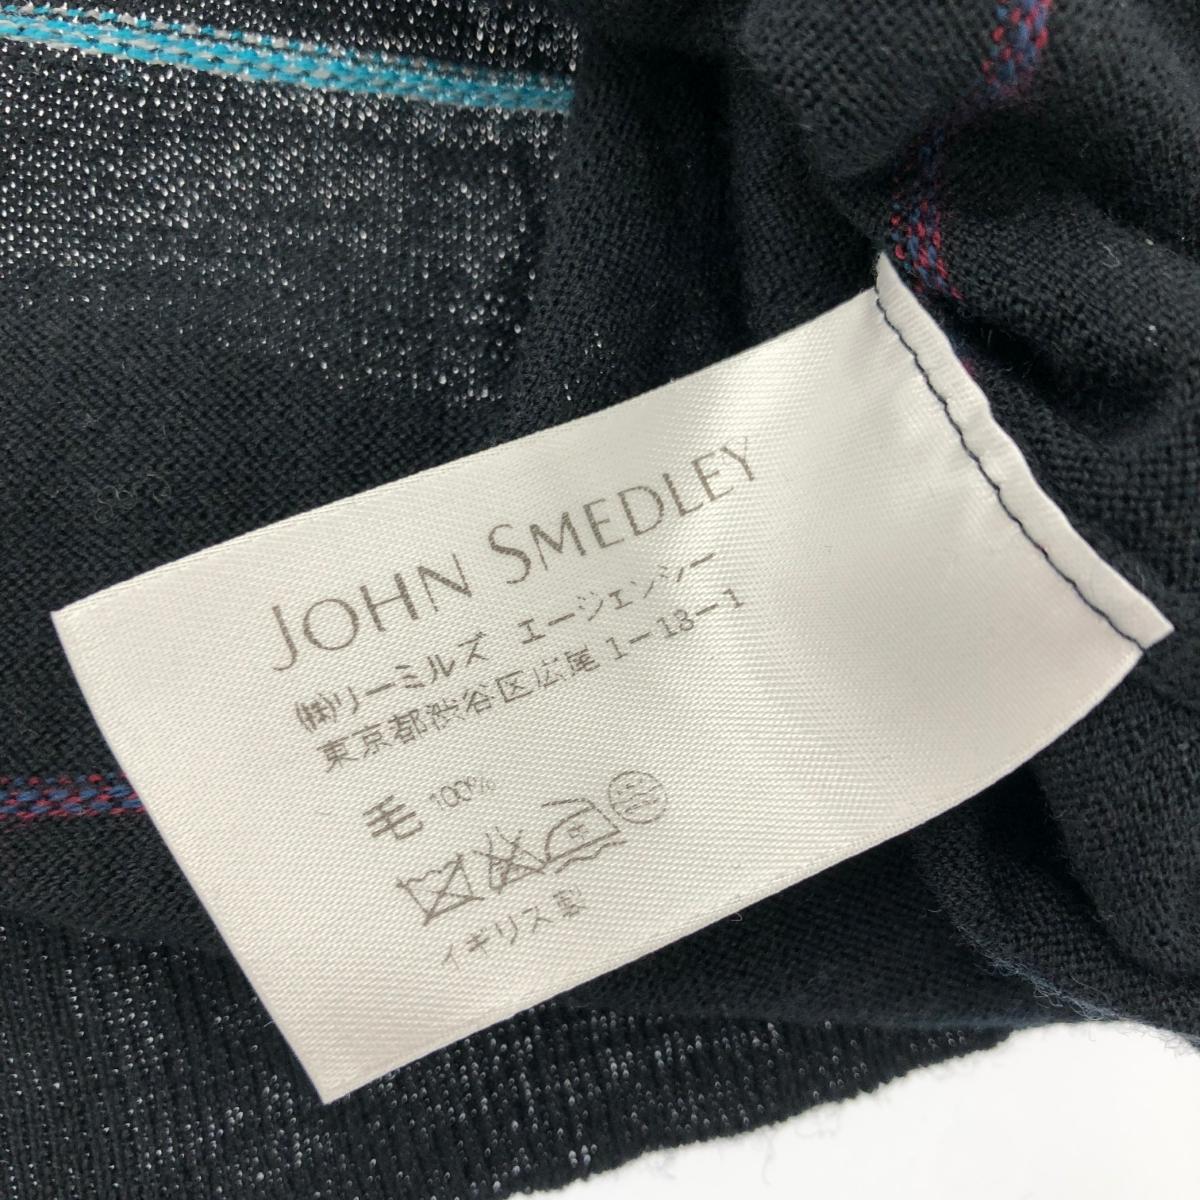 JOHN SMEDLEY
㈱リーミルズ エージェンシー
東京都渋谷区広尾1－18－1
毛 100%
イギリス製